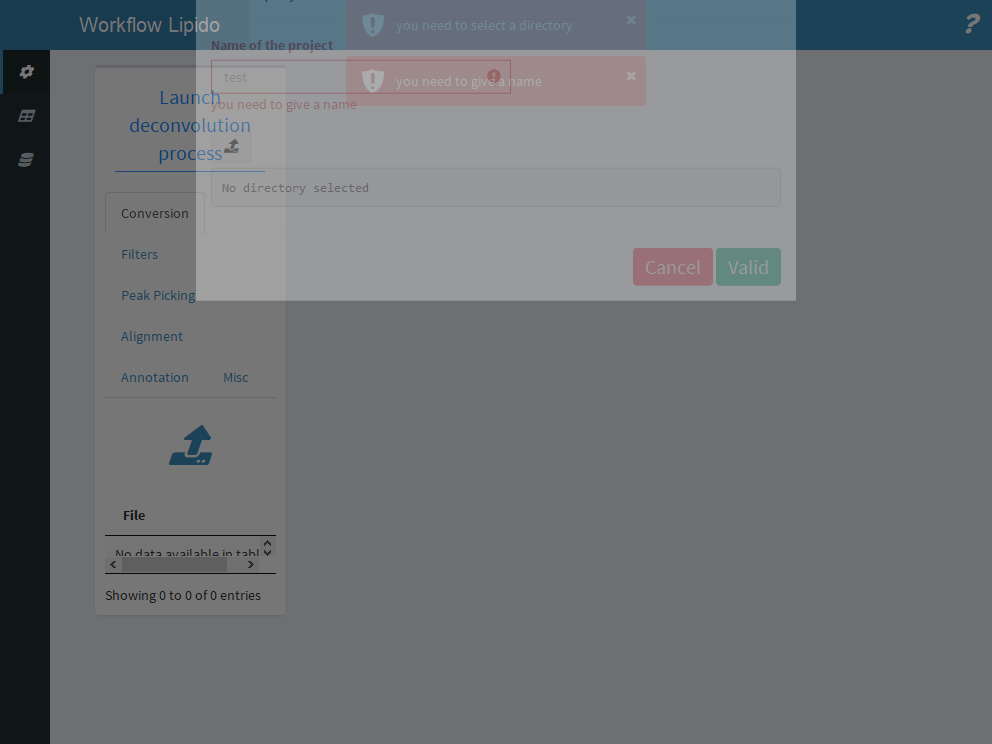 Workflow Lipido
you need to select a directory
Name of the project
test
you need to give a name
you need to give a name
No directory selected
Cancel
Valid
Launch
deconvolution
process
Conversion
Filters
Peak Picking
Alignment
Annotation
Misc
File
No data available in tabl
Showing 0 to 0 of 0 entries